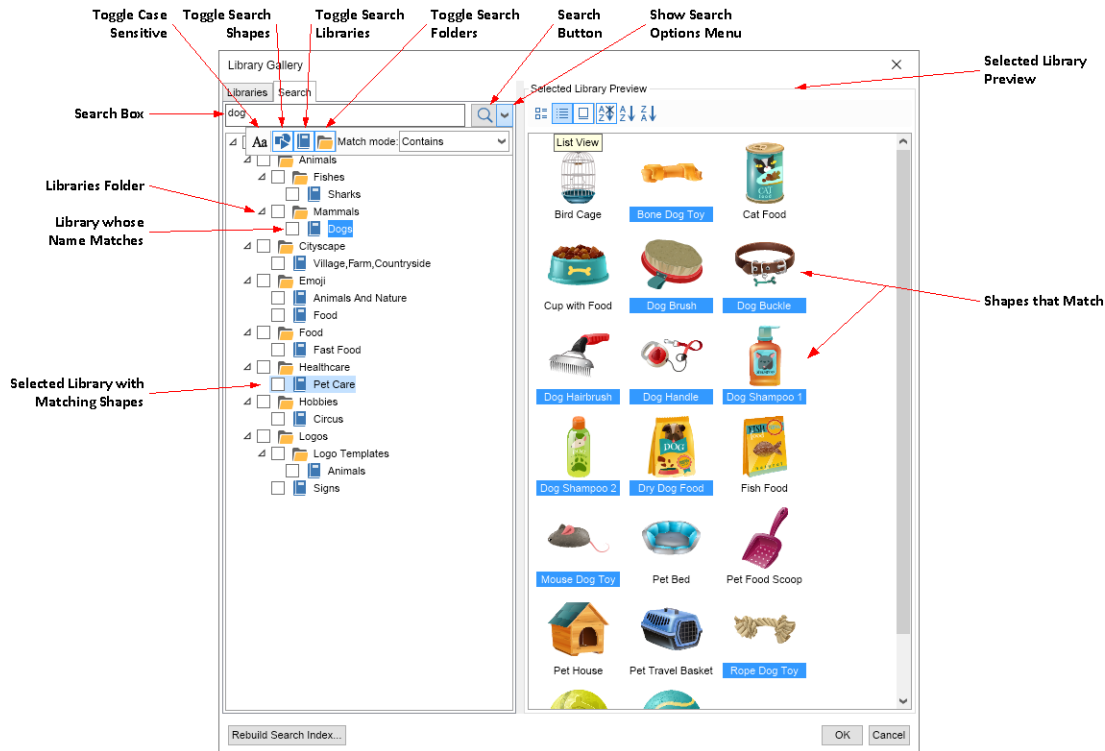 Toggle Case
Sensitive
Toggle Search
Shapes
Toggle Search
Libraries
Toggle Search
Folders
Search
Button
Show Search
Options Menu
Selected Library
Preview
Library Gallery
Libraries
Search
Search Box
dog
Aa
Match mode:
Contains
Animals
Fishes
Sharks
Libraries Folder
Mammals
Library whose
Name Matches
Dogs
Cityscape
Village,Farm,Countryside
Emoji
Animals And Nature
Food
Food
Fast Food
Healthcare
Selected Library with
Matching Shapes
Pet Care
Hobbies
Circus
Logos
Logo Templates
Animals
Signs
Selected Library Preview
List View
Bird Cage
Bone Dog Toy
CAT
food
Cat Food
Cup with Food
Dog Brush
Dog Buckle
Shapes that Match
Dog Hairbrush
Dog Handle
Dog Shampoo 1
DOG
FISH
Dog Shampoo 2
Dry Dog Food
Fish Food
Mouse Dog Toy
Pet Bed
Pet Food Scoop
Pet House
Pet Travel Basket
Rope Dog Toy
Rebuild Search Index...
OK
Cancel